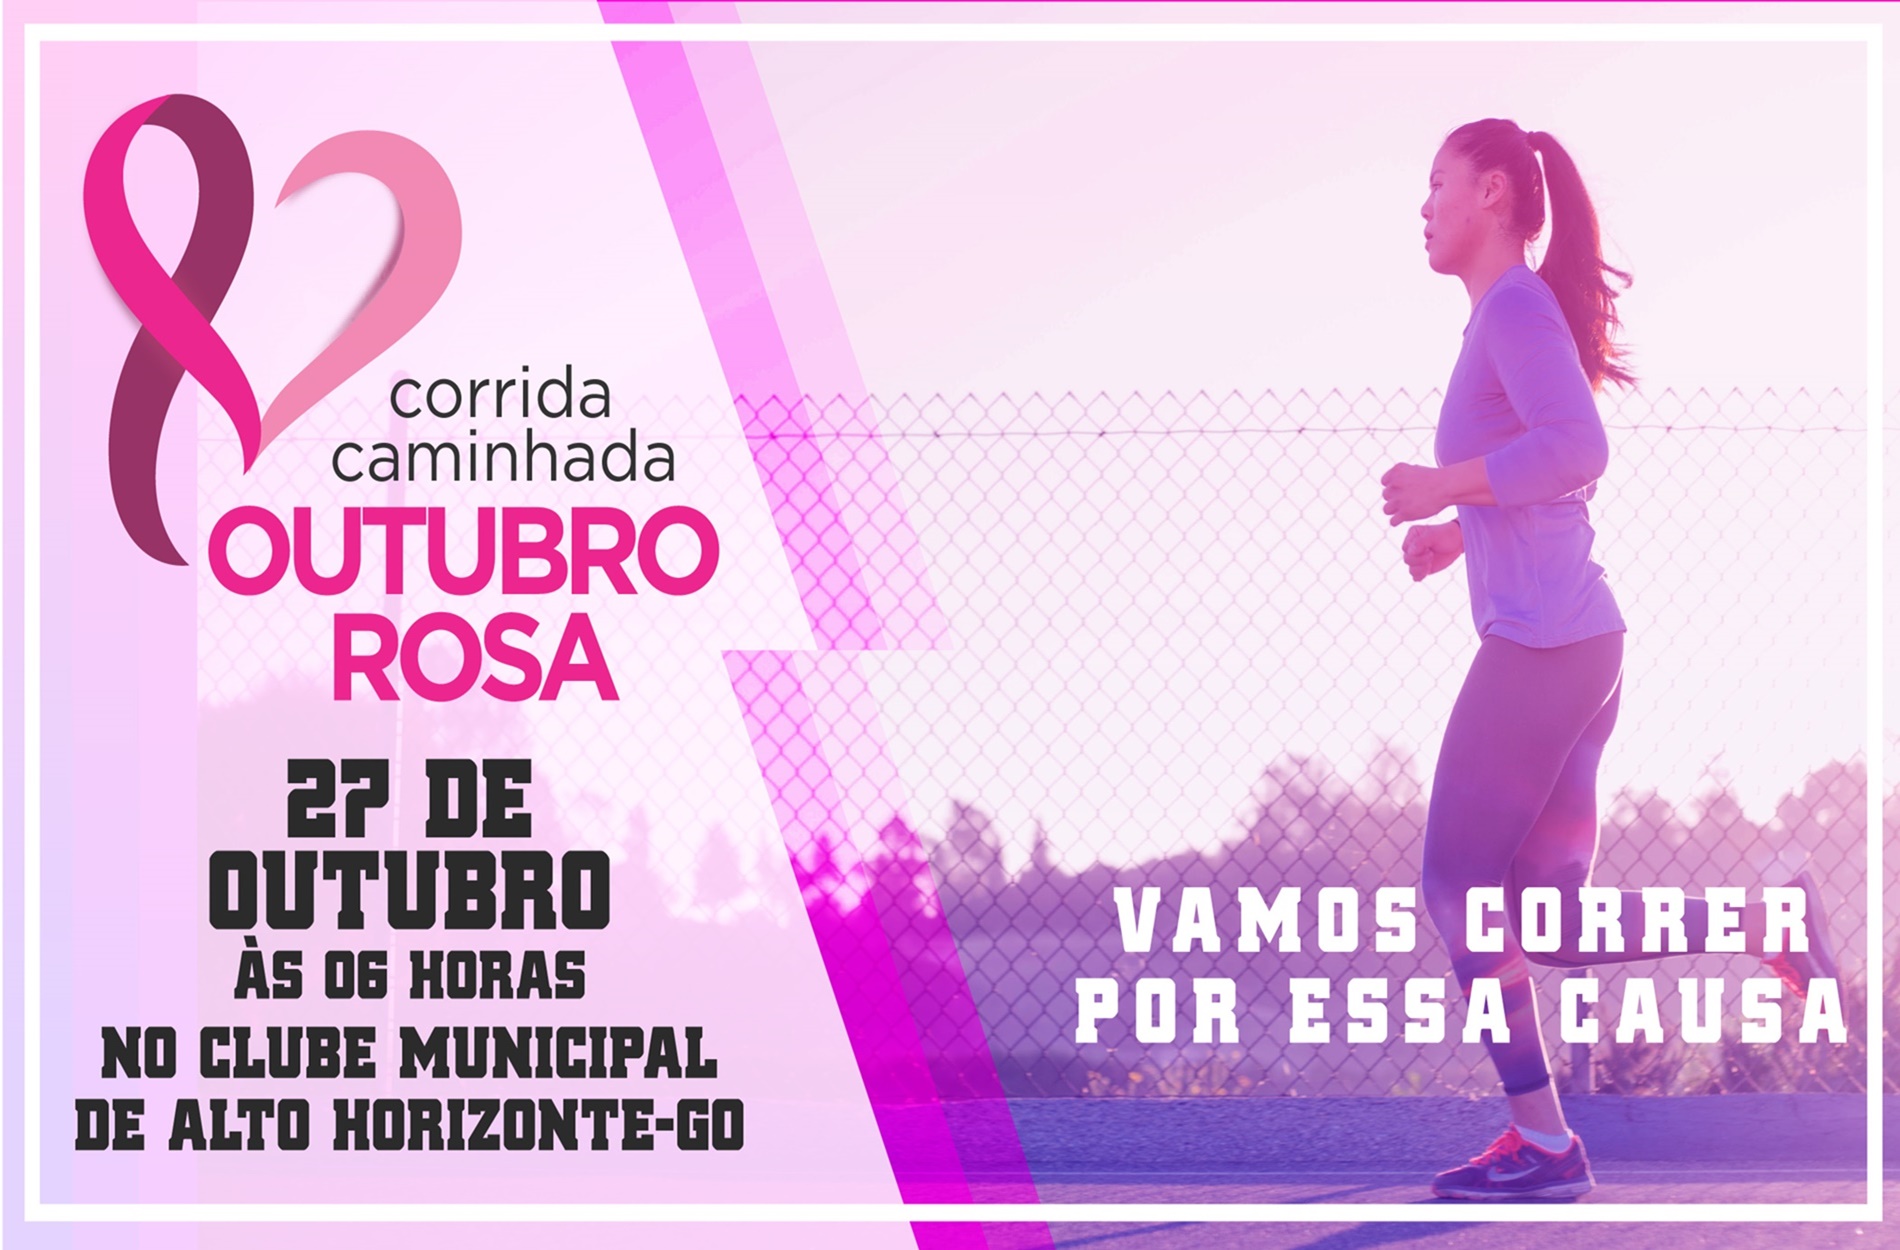 corrida
caminhada
OUTUBRO
ROSA
27 DE
OUTUBRO
ÀS 06 HORAS
NO CLUBE MUNICIPAL
DE ALTO HORIZONTE-GO
VAMOS CORRER
POR ESSA CAUSA